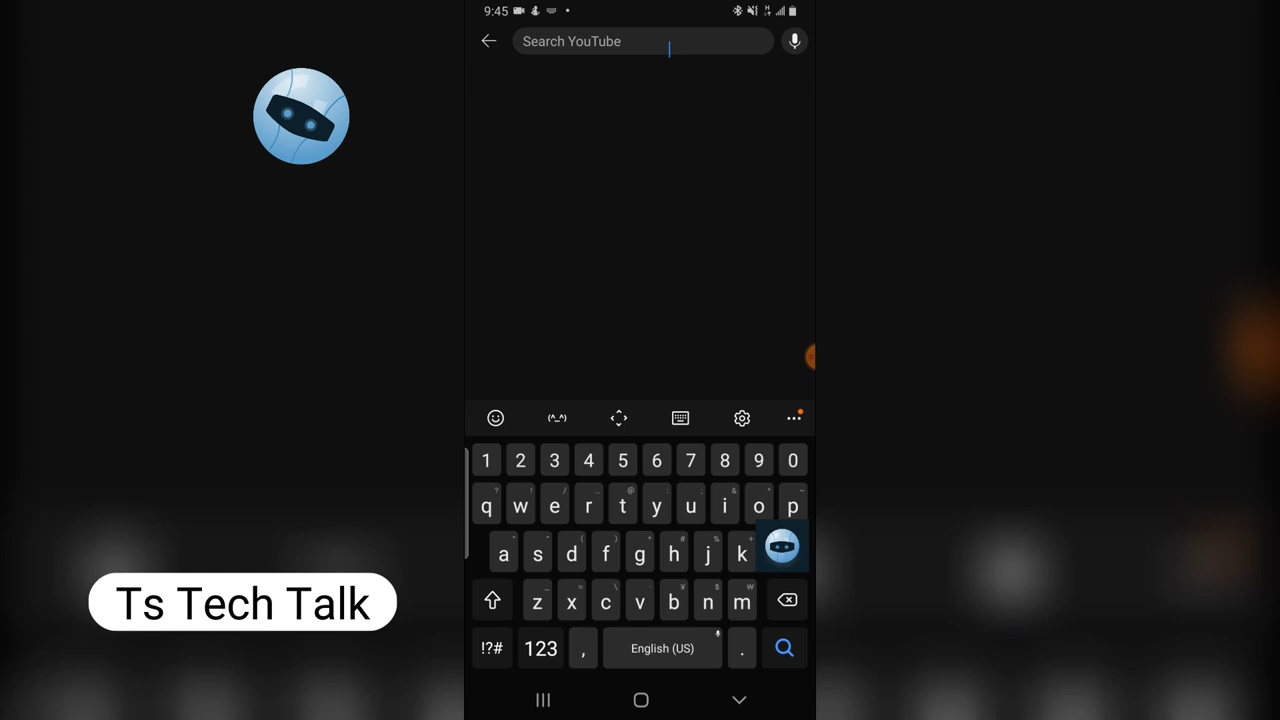 9:45
Search YouTube
(^_^)
1 2 3 4 5 6 7 8 9 0
q w e r t y u i o p
a s d f g h j k
z x c v b n m
!?# 123 , English (US) .
Ts Tech Talk